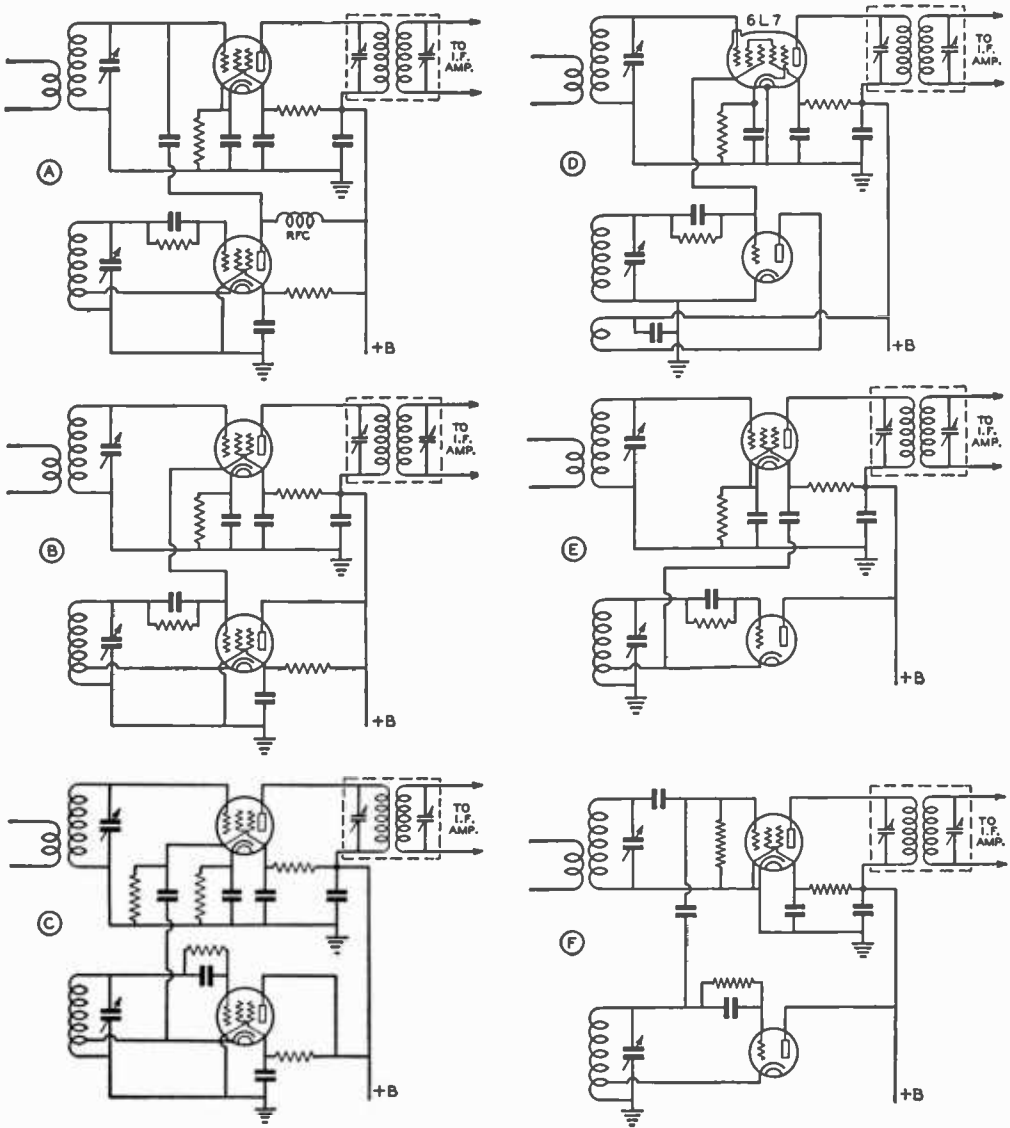 TO
I.F.
AMP.
A
RFC
+B
6L7
TO
I.F.
AMP.
D
+B
TO
I.F.
AMP.
B
+B
TO
I.F.
AMP.
E
+B
TO
I.F.
AMP.
C
+B
TO
I.F.
AMP.
F
+B